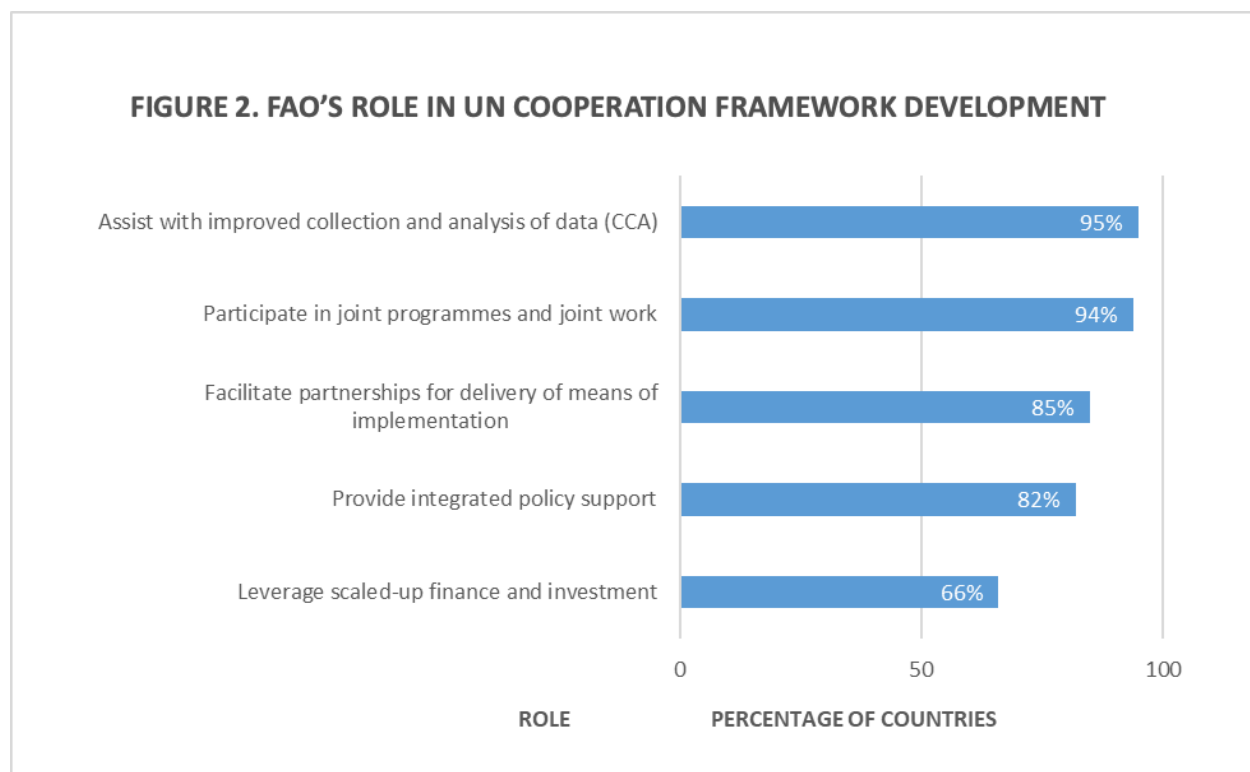 FIGURE 2. FAO'S ROLE IN UN COOPERATION FRAMEWORK DEVELOPMENT
Assist with improved collection and analysis of data (CCA)
95%
Participate in joint programmes and joint work
94%
Facilitate partnerships for delivery of means of
implementation
85%
Provide integrated policy support
82%
Leverage scaled-up finance and investment
66%
0
50
100
ROLE
PERCENTAGE OF COUNTRIES